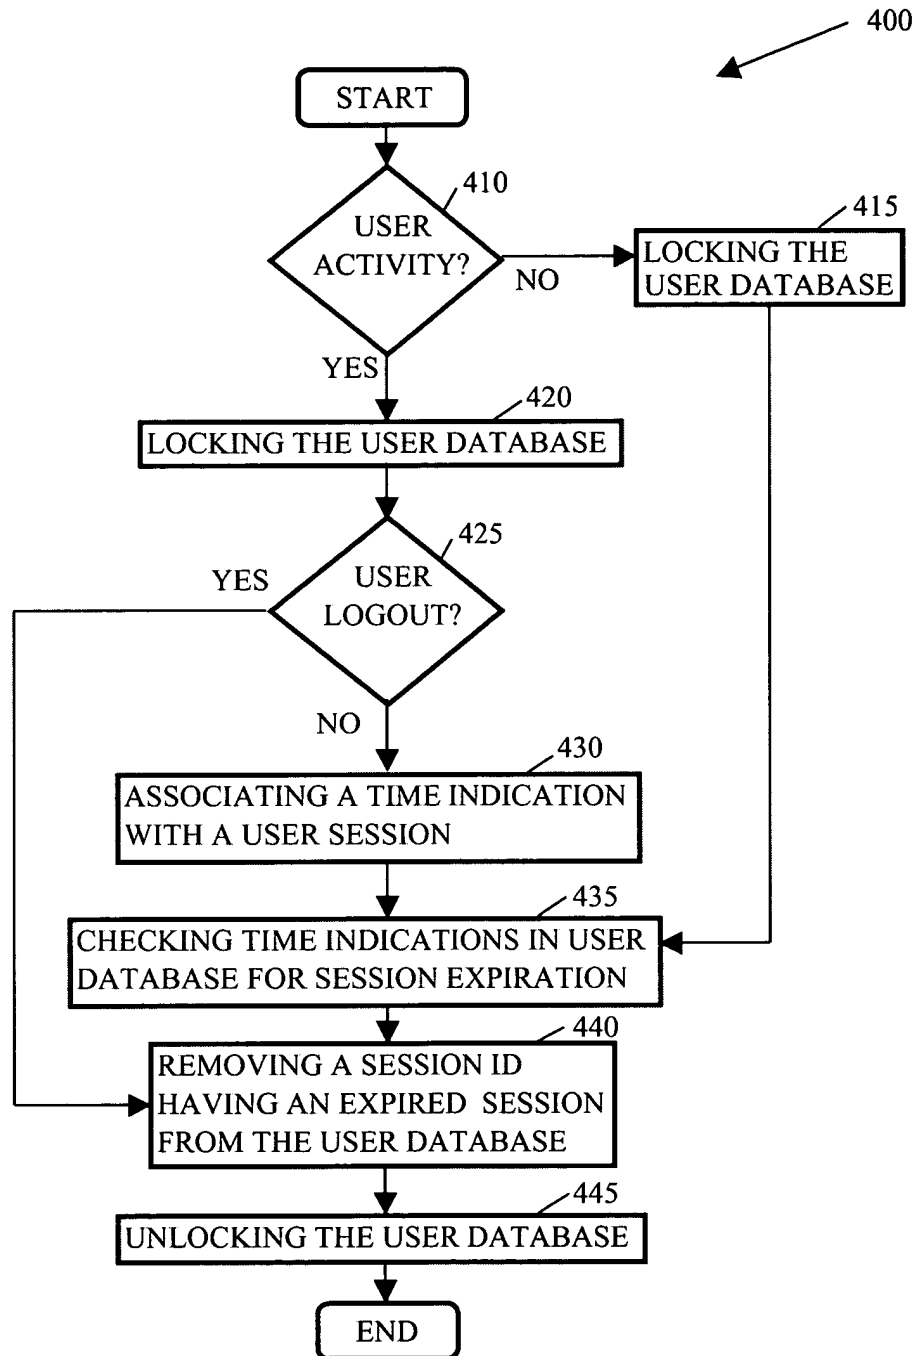 400
START
410
USER
ACTIVITY?
NO
415
LOCKING THE
USER DATABASE
YES
420
LOCKING THE USER DATABASE
425
USER
LOGOUT?
YES
NO
430
ASSOCIATING A TIME INDICATION
WITH A USER SESSION
435
CHECKING TIME INDICATIONS IN USER
DATABASE FOR SESSION EXPIRATION
440
REMOVING A SESSION ID
HAVING AN EXPIRED SESSION
FROM THE USER DATABASE
445
UNLOCKING THE USER DATABASE
END